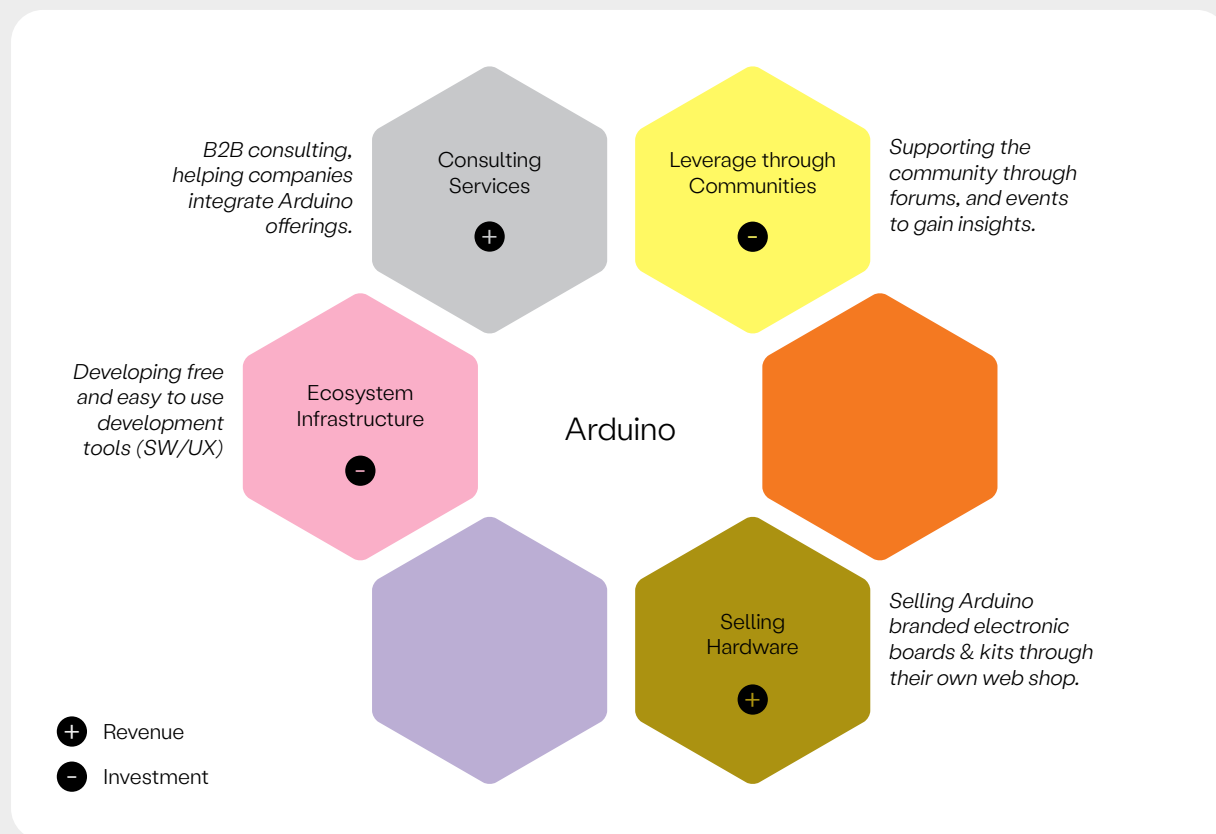 B2B consulting,
helping companies
integrate Arduino
offerings.
Consulting
Services
+
Leverage through
Communities
-
Supporting the
community through
forums, and events
to gain insights.
Developing free
and easy to use
development
tools (SW/UX)
Ecosystem
Infrastructure
-
Arduino
Selling
Hardware
+
Selling Arduino
branded electronic
boards & kits through
their own web shop.
+ Revenue
- Investment